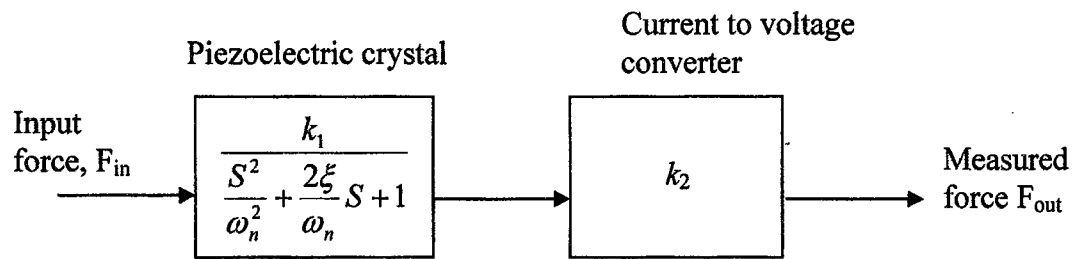 Piezoelectric crystal
Current to voltage
converter
Input
force, F_in
k_1
S^2/ω_n^2 + 2ξ/ω_n S + 1
k_2
Measured
force F_out